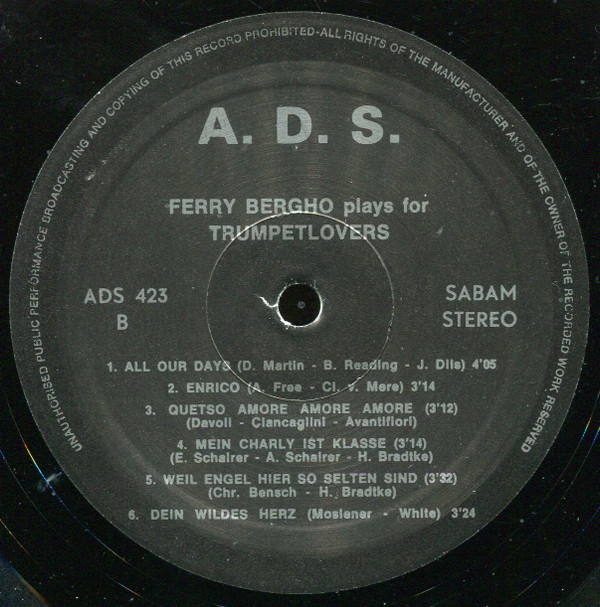 UNAUTHORISED PUBLIC PERFORMANCE BROADCASTING AND COPYING OF THIS RECORD PROHIBITED-ALL RIGHTS OF THE MANUFACTURER AND OF THE OWNER OF THE RECORDED WORK RESERVED
A. D. S.
FERRY BERGHO plays for
TRUMPETLOVERS
ADS 423
B
SABAM
STEREO
1. ALL OUR DAYS (D. Martin - B. Reading - J. Dils) 4'05
2. ENRICO (A. Free - Cl. v. Mere) 3'14
3. QUETSO AMORE AMORE AMORE (3'12)
(Davoli - Ciancaglini - Avantifiori)
4. MEIN CHARLY IST KLASSE (3'14)
(E. Schairer - A. Schairer - H. Bradtke)
5. WEIL ENGEL HIER SO SELTEN SIND (3'32)
(Chr. Bensch - H. Bradtke)
6. DEIN WILDES HERZ (Moslener - White) 3'24